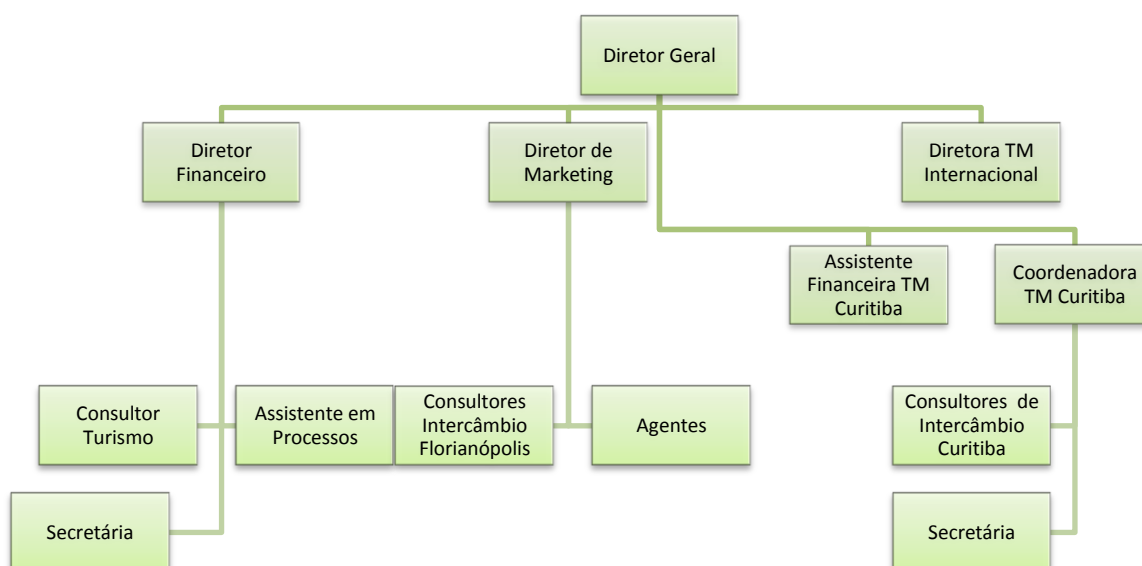 Diretor Geral
Diretor
Financeiro
Diretor de
Marketing
Diretora TM
Internacional
Assistente
Financeira TM
Curitiba
Coordenadora
TM Curitiba
Consultor
Turismo
Assistente em
Processos
Consultores
Intercâmbio
Florianópolis
Agentes
Consultores de
Intercâmbio
Curitiba
Secretária
Secretária